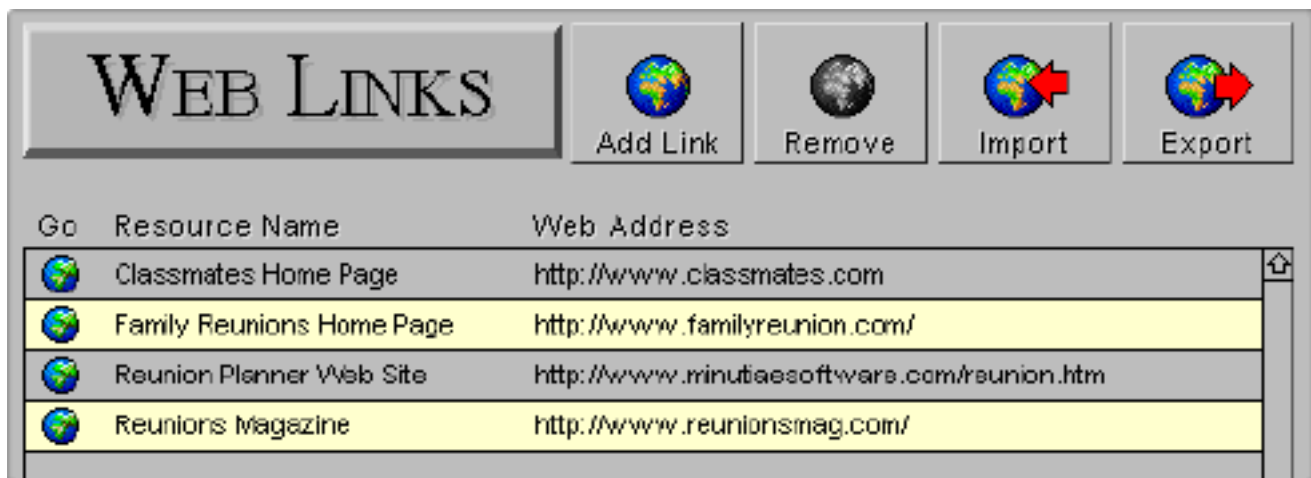 WEB LINKS
Add Link Remove Import Export
Go Resource Name Web Address
Classmates Home Page http://www.classmates.com
Family Reunions Home Page http://www.familyreunion.com/
Reunion Planner Web Site http://www.minutiaesoftware.com/reunion.htm
Reunions Magazine http://www.reunionsmag.com/